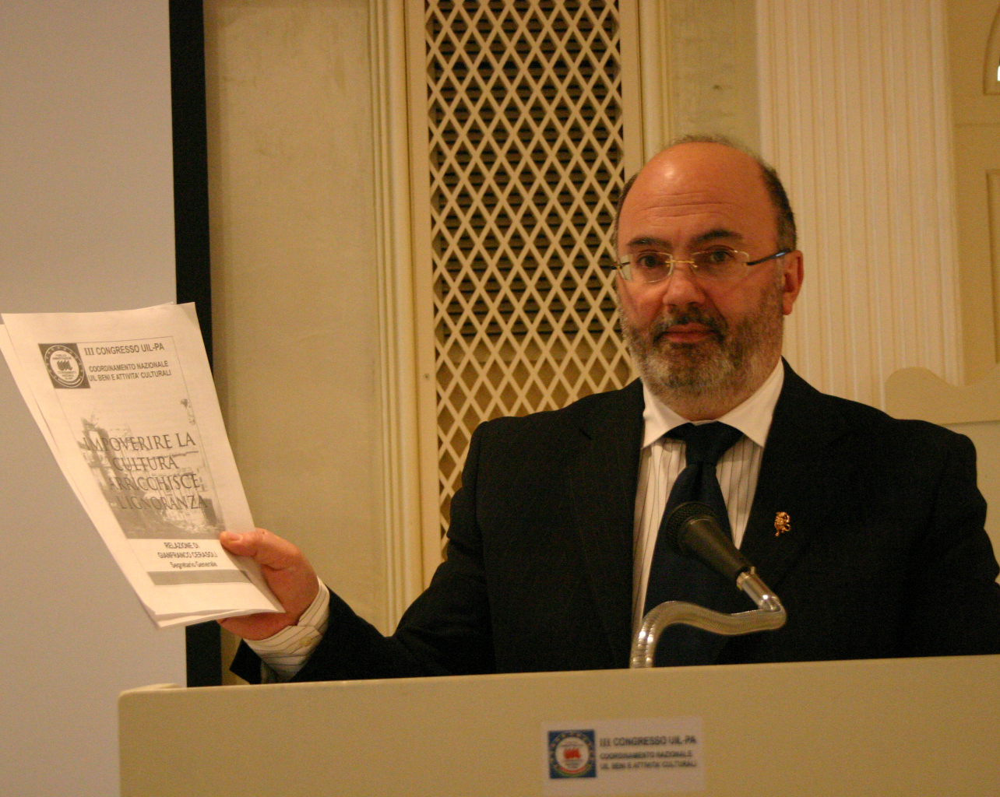 III CONGRESSO UIL-PA
COORDINAMENTO NAZIONALE
UIL BENI E ATTIVITA' CULTURALI
IMPOVERIRE LA
CULTURA
ARRICCHISCE
L'IGNORANZA
RELAZIONE DI
GIANFRANCO CERASOLI
Segretario Generale
III CONGRESSO UIL-PA
COORDINAMENTO NAZIONALE
UIL BENI E ATTIVITA' CULTURALI